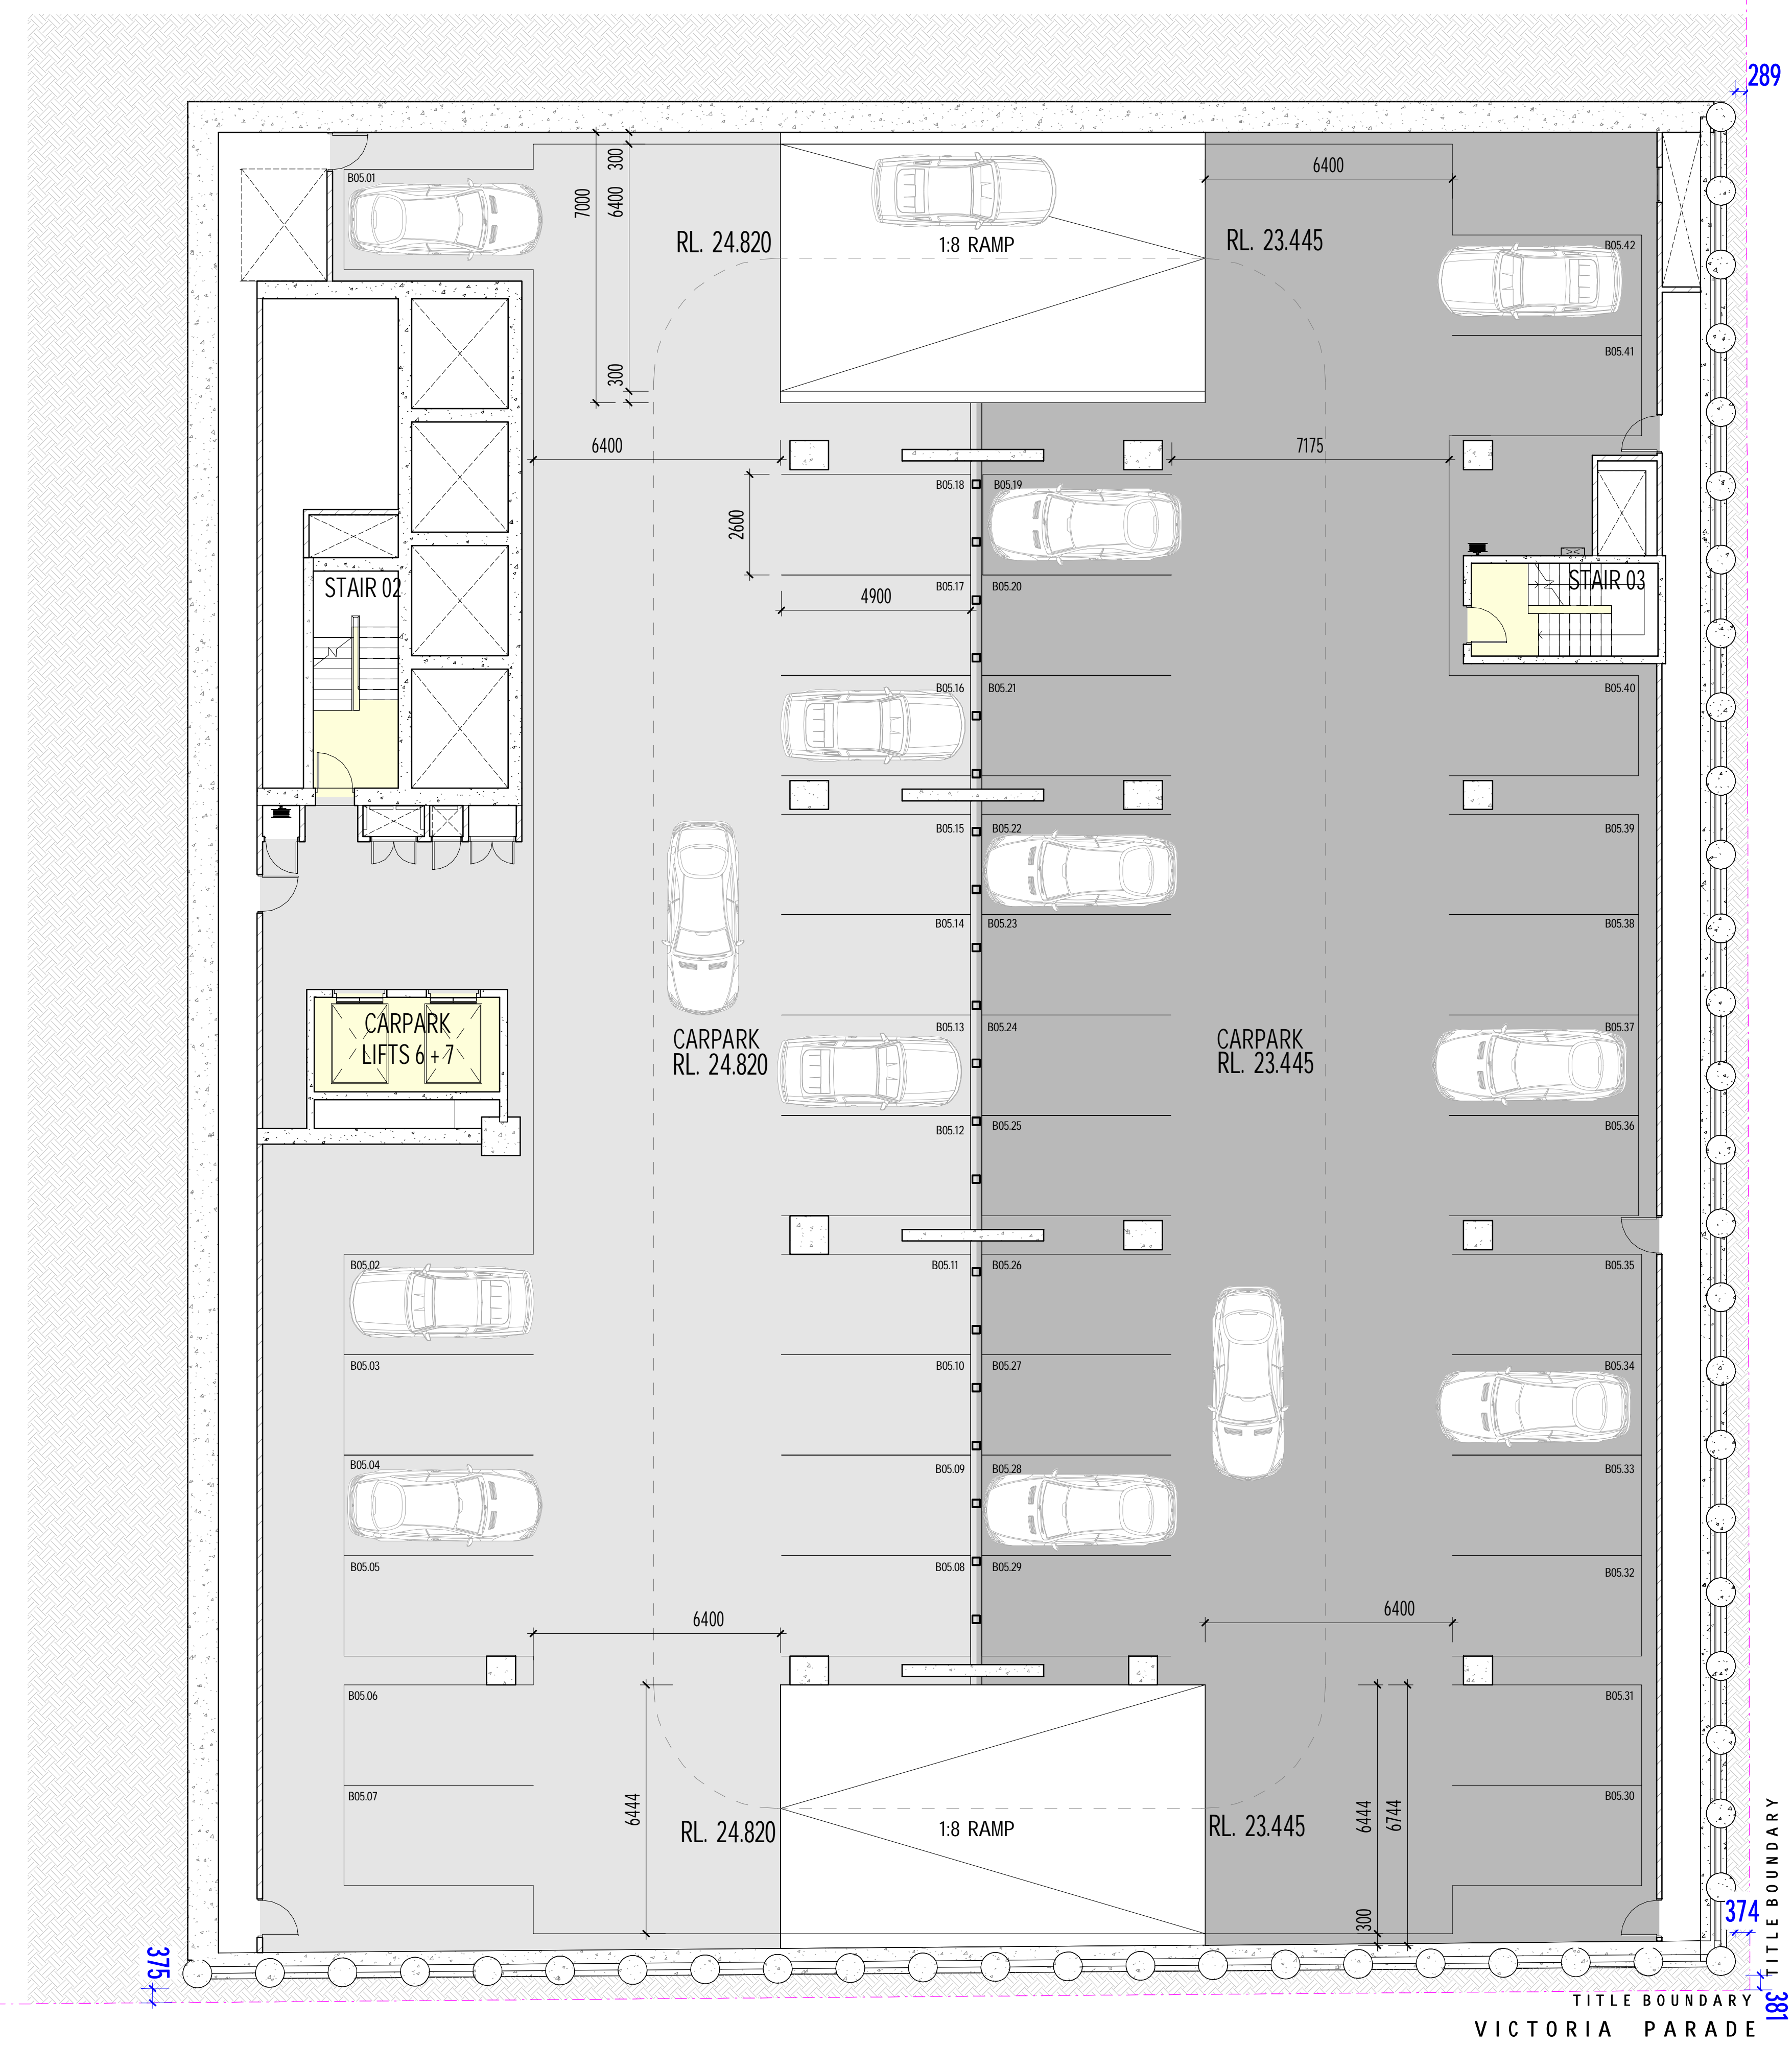 289
B05.01
7000
300
6400
300
RL. 24.820
1:8 RAMP
RL. 23.445
6400
B05.42
B05.41
6400
7175
B05.18
B05.19
2600
STAIR 02
B05.17
B05.20
4900
STAIR 03
B05.16
B05.21
B05.40
B05.15
B05.22
B05.39
B05.14
B05.23
B05.38
CARPARK
LIFTS 6 + 7
CARPARK
RL. 24.820
B05.13
B05.24
CARPARK
RL. 23.445
B05.37
B05.12
B05.25
B05.36
B05.02
B05.11
B05.26
B05.35
B05.03
B05.10
B05.27
B05.34
B05.04
B05.09
B05.28
B05.33
B05.05
B05.08
B05.29
B05.32
6400
6400
B05.06
B05.31
B05.07
B05.30
6444
RL. 24.820
1:8 RAMP
RL. 23.445
6444
6744
300
374
TITLE BOUNDARY
375
381
TITLE BOUNDARY
VICTORIA PARADE